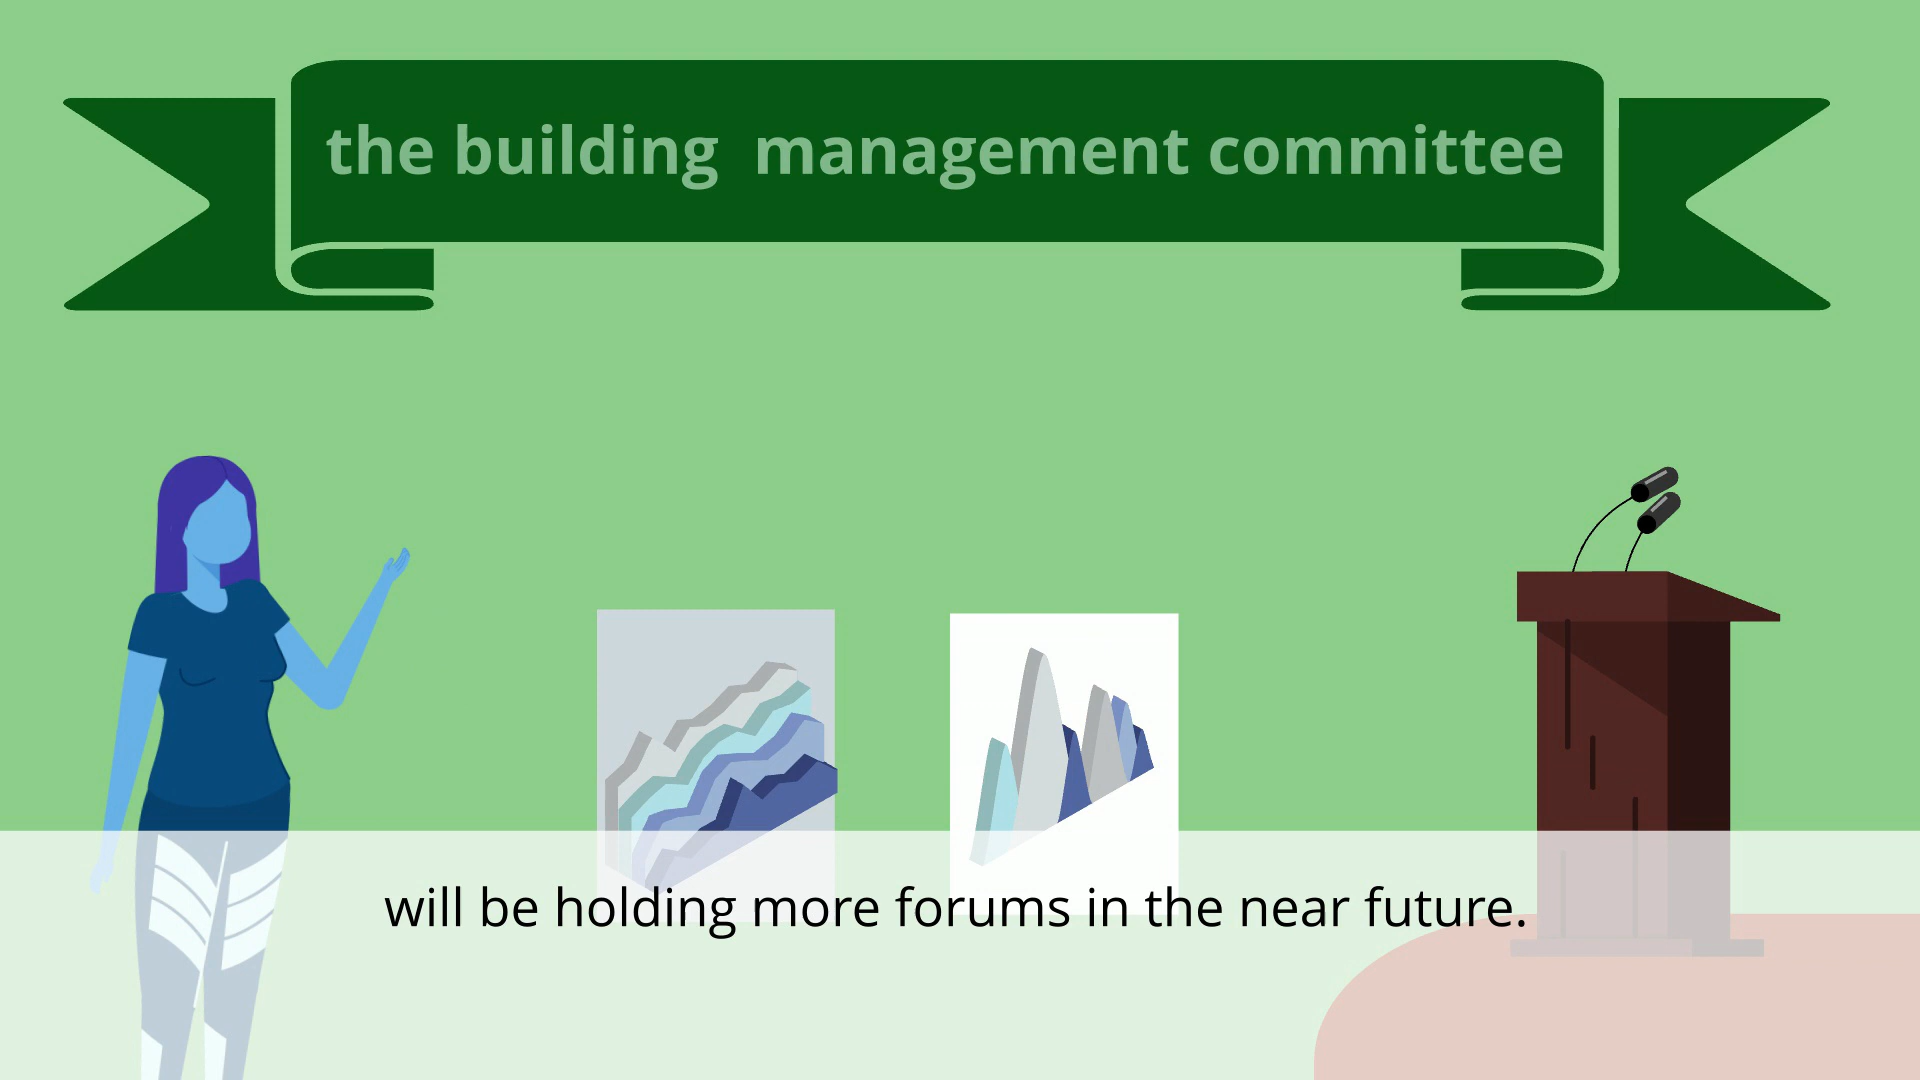 the building  management committee
will be holding more forums in the near future.